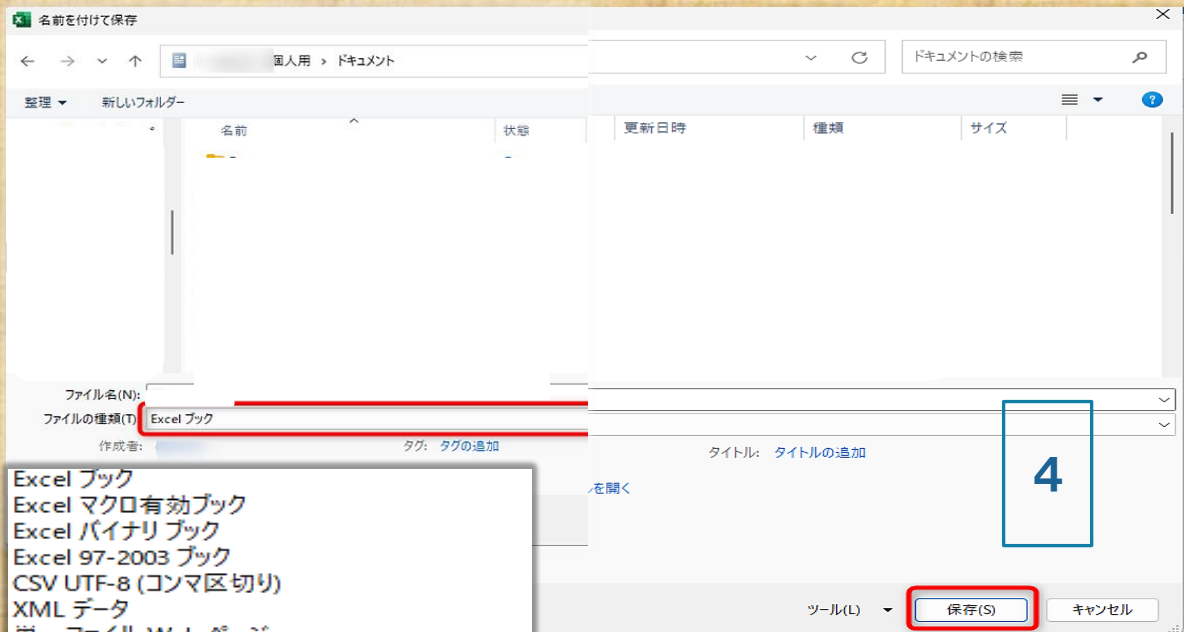 名前を付けて保存
個人用 › ドキュメント
ドキュメントの検索
整理 新しいフォルダー
名前 状態 更新日時 種類 サイズ
ファイル名(N):
ファイルの種類(T): Excel ブック
作成者: タグ: タグの追加 タイトル: タイトルの追加
を開く
4
Excel ブック
Excel マクロ有効ブック
Excel バイナリ ブック
Excel 97-2003 ブック
CSV UTF-8 (コンマ区切り)
XML データ
ツール(L) 保存(S) キャンセル